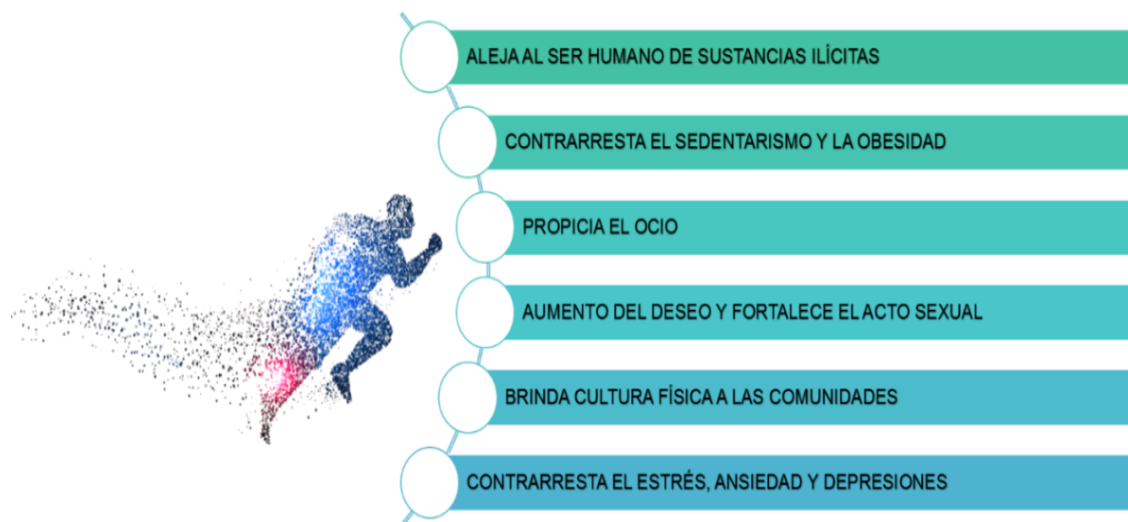 ALEJA AL SER HUMANO DE SUSTANCIAS ILÍCITAS
CONTRARRESTA EL SEDENTARISMO Y LA OBESIDAD
PROPICIA EL OCIO
AUMENTO DEL DESEO Y FORTALECE EL ACTO SEXUAL
BRINDA CULTURA FÍSICA A LAS COMUNIDADES
CONTRARRESTA EL ESTRÉS, ANSIEDAD Y DEPRESIONES